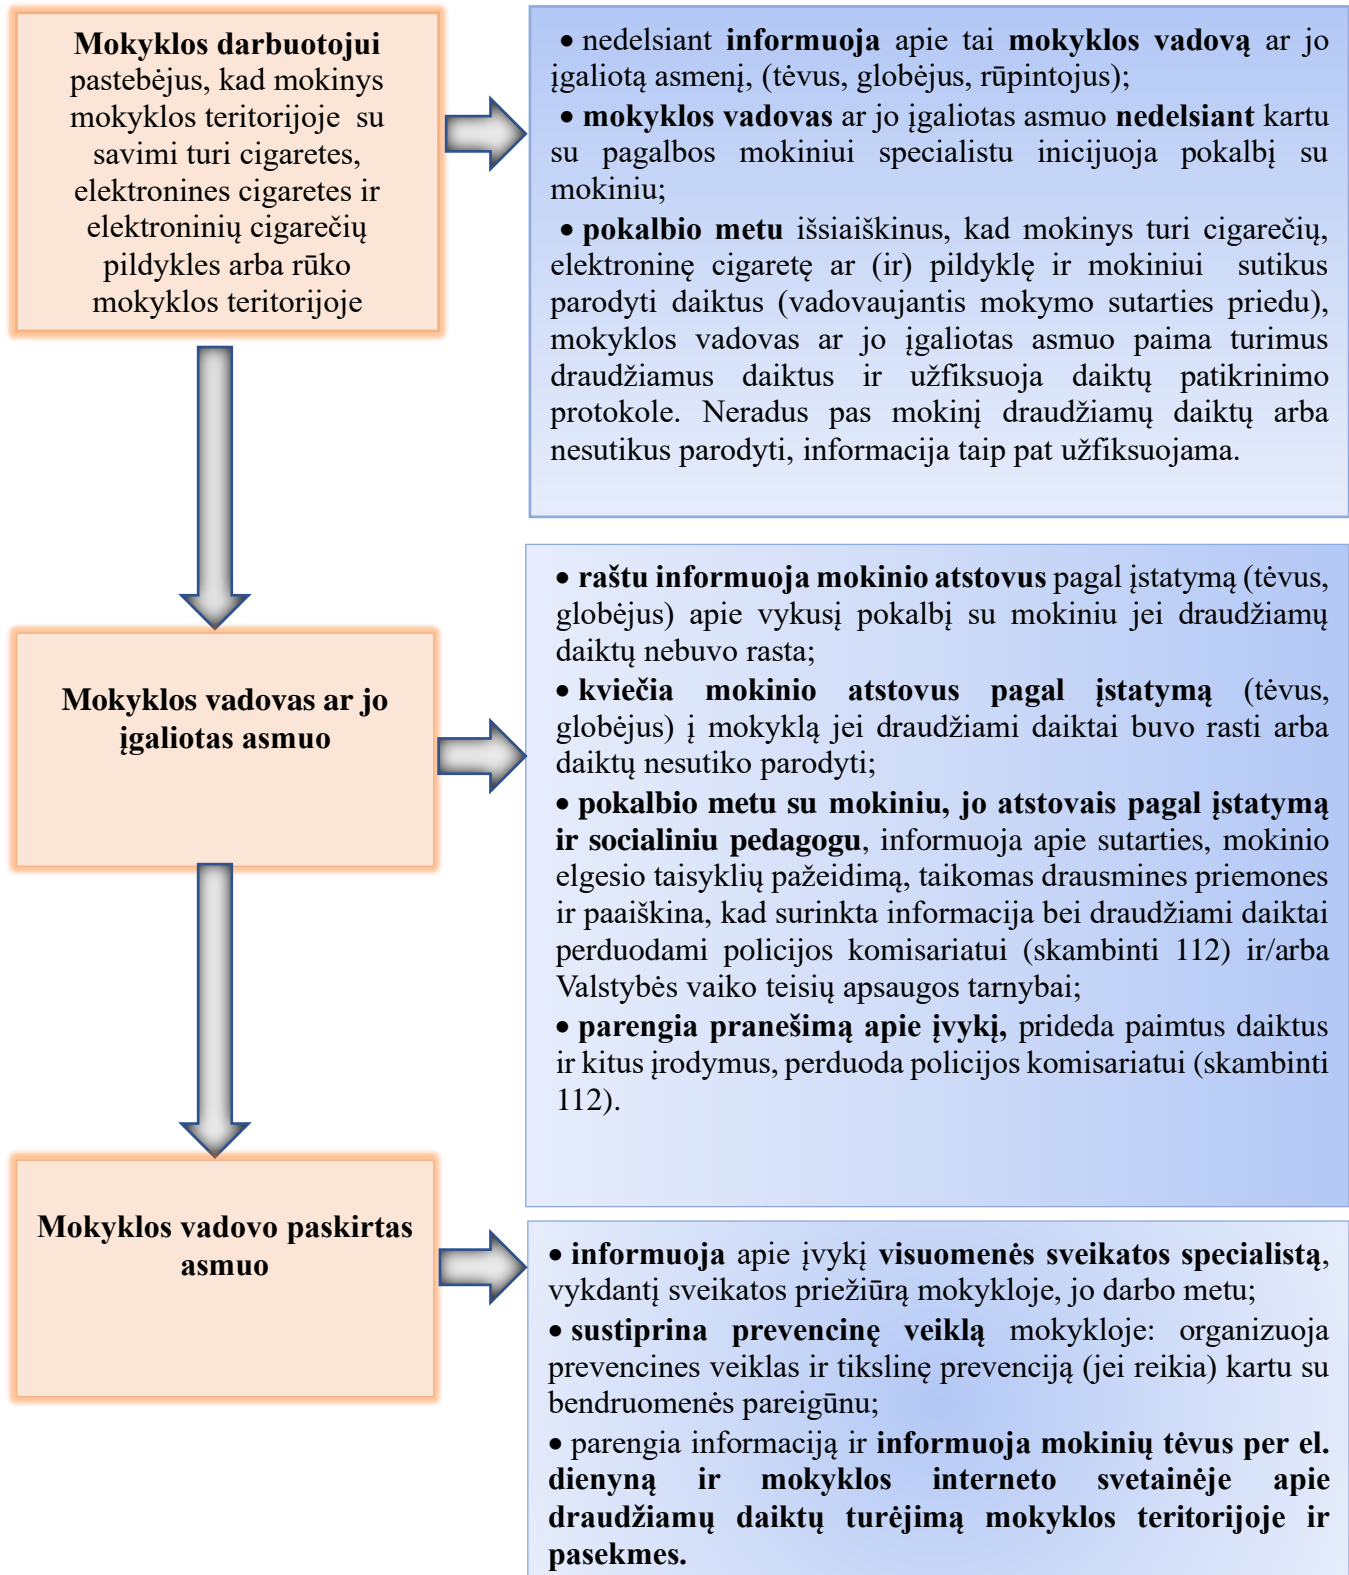 Mokyklos darbuotojui
pastebėjus, kad mokinys
mokyklos teritorijoje su
savimi turi cigaretes,
elektronines cigaretes ir
elektroninių cigarečių
pildykles arba rūko
mokyklos teritorijoje
• nedelsiant informuoja apie tai mokyklos vadovą ar jo
įgaliotą asmenį, (tėvus, globėjus, rūpintojus);
• mokyklos vadovas ar jo įgaliotas asmuo nedelsiant kartu
su pagalbos mokiniui specialistu inicijuoja pokalbį su
mokiniu;
• pokalbio metu išsiaiškinus, kad mokinys turi cigarečių,
elektroninę cigaretę ar (ir) pildyklę ir mokiniui sutikus
parodyti daiktus (vadovaujantis mokymo sutarties priedu),
mokyklos vadovas ar jo įgaliotas asmuo paima turimus
draudžiamus daiktus ir užfiksuoja daiktų patikrinimo
protokole. Neradus pas mokinį draudžiamų daiktų arba
nesutikus parodyti, informacija taip pat užfiksuojama.
Mokyklos vadovas ar jo
įgaliotas asmuo
• raštu informuoja mokinio atstovus pagal įstatymą (tėvus,
globėjus) apie vykusį pokalbį su mokiniu jei draudžiamų
daiktų nebuvo rasta;
• kviečia mokinio atstovus pagal įstatymą (tėvus,
globėjus) į mokyklą jei draudžiami daiktai buvo rasti arba
daiktų nesutiko parodyti;
• pokalbio metu su mokiniu, jo atstovais pagal įstatymą
ir socialiniu pedagogu, informuoja apie sutarties, mokinio
elgesio taisyklių pažeidimą, taikomas drausmines priemones
ir paaiškina, kad surinkta informacija bei draudžiami daiktai
perduodami policijos komisariatui (skambinti 112) ir/arba
Valstybės vaiko teisių apsaugos tarnybai;
• parengia pranešimą apie įvykį, prideda paimtus daiktus
ir kitus įrodymus, perduoda policijos komisariatui (skambinti
112).
Mokyklos vadovo paskirtas
asmuo
• informuoja apie įvykį visuomenės sveikatos specialistą,
vykdantį sveikatos priežiūrą mokykloje, jo darbo metu;
• sustiprina prevencinę veiklą mokykloje: organizuoja
prevencines veiklas ir tikslinę prevenciją (jei reikia) kartu su
bendruomenės pareigūnu;
• parengia informaciją ir informuoja mokinių tėvus per el.
dienyną ir mokyklos interneto svetainėje apie
draudžiamų daiktų turėjimą mokyklos teritorijoje ir
pasekmes.